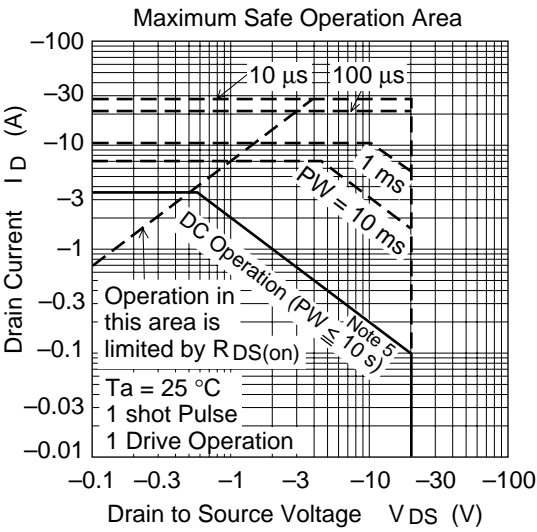 Maximum Safe Operation Area
–100
–30
–10
–3
–1
–0.3
–0.1
–0.03
–0.01
Drain Current I D (A)
10 µs
100 µs
1 ms
PW = 10 ms
DC Operation (PW ≦ 10 s)
Note 5
Operation in
this area is
limited by R DS(on)
Ta = 25 °C
1 shot Pulse
1 Drive Operation
–0.1 –0.3 –1 –3 –10 –30 –100
Drain to Source Voltage V DS (V)